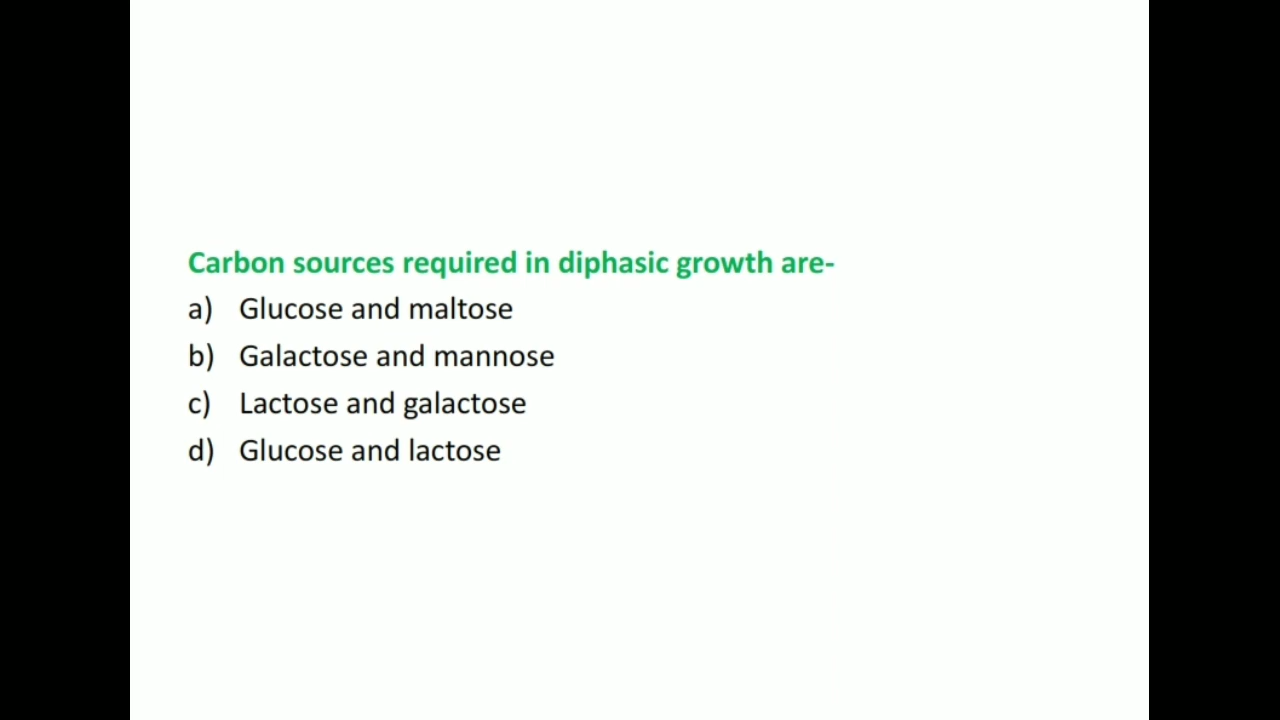 Carbon sources required in diphasic growth are-
a) Glucose and maltose
b) Galactose and mannose
c) Lactose and galactose
d) Glucose and lactose